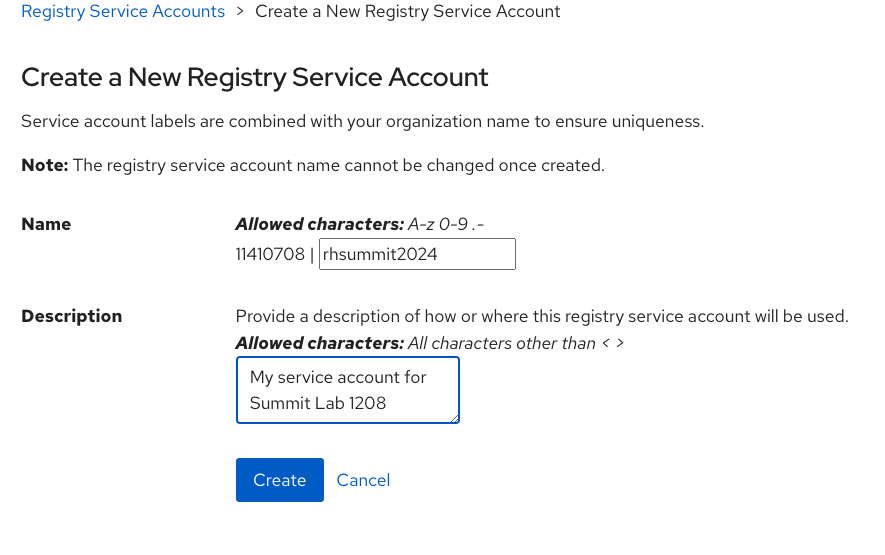 Registry Service Accounts > Create a New Registry Service Account
Create a New Registry Service Account
Service account labels are combined with your organization name to ensure uniqueness.
Note: The registry service account name cannot be changed once created.
Name
Allowed characters: A-z 0-9 .-
11410708 | rhsummit2024
Description
Provide a description of how or where this registry service account will be used.
Allowed characters: All characters other than < >
My service account for
Summit Lab 1208
Create Cancel